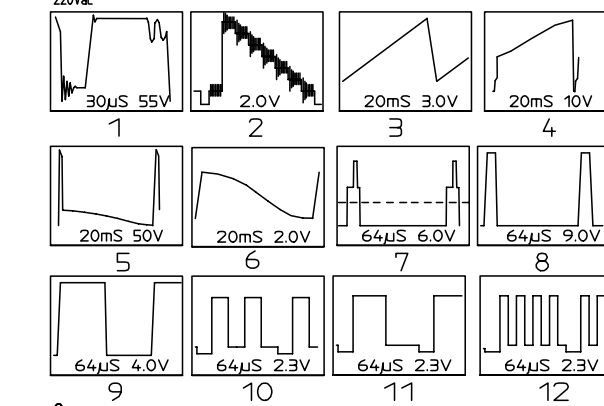 220Vac
30µS 55V
2.0V
20mS 3.0V
20mS 10V
1
2
3
4
20mS 50V
20mS 2.0V
64µS 6.0V
64µS 9.0V
5
6
7
8
64µS 4.0V
64µS 2.3V
64µS 2.3V
64µS 2.3V
9
10
11
12